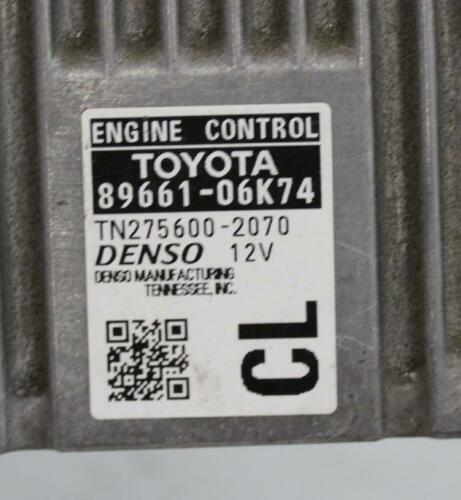 ENGINE CONTROL
TOYOTA
89661-06K74
TN275600-2070
DENSO 12V
DENSO MANUFACTURING
TENNESSEE, INC.
CL